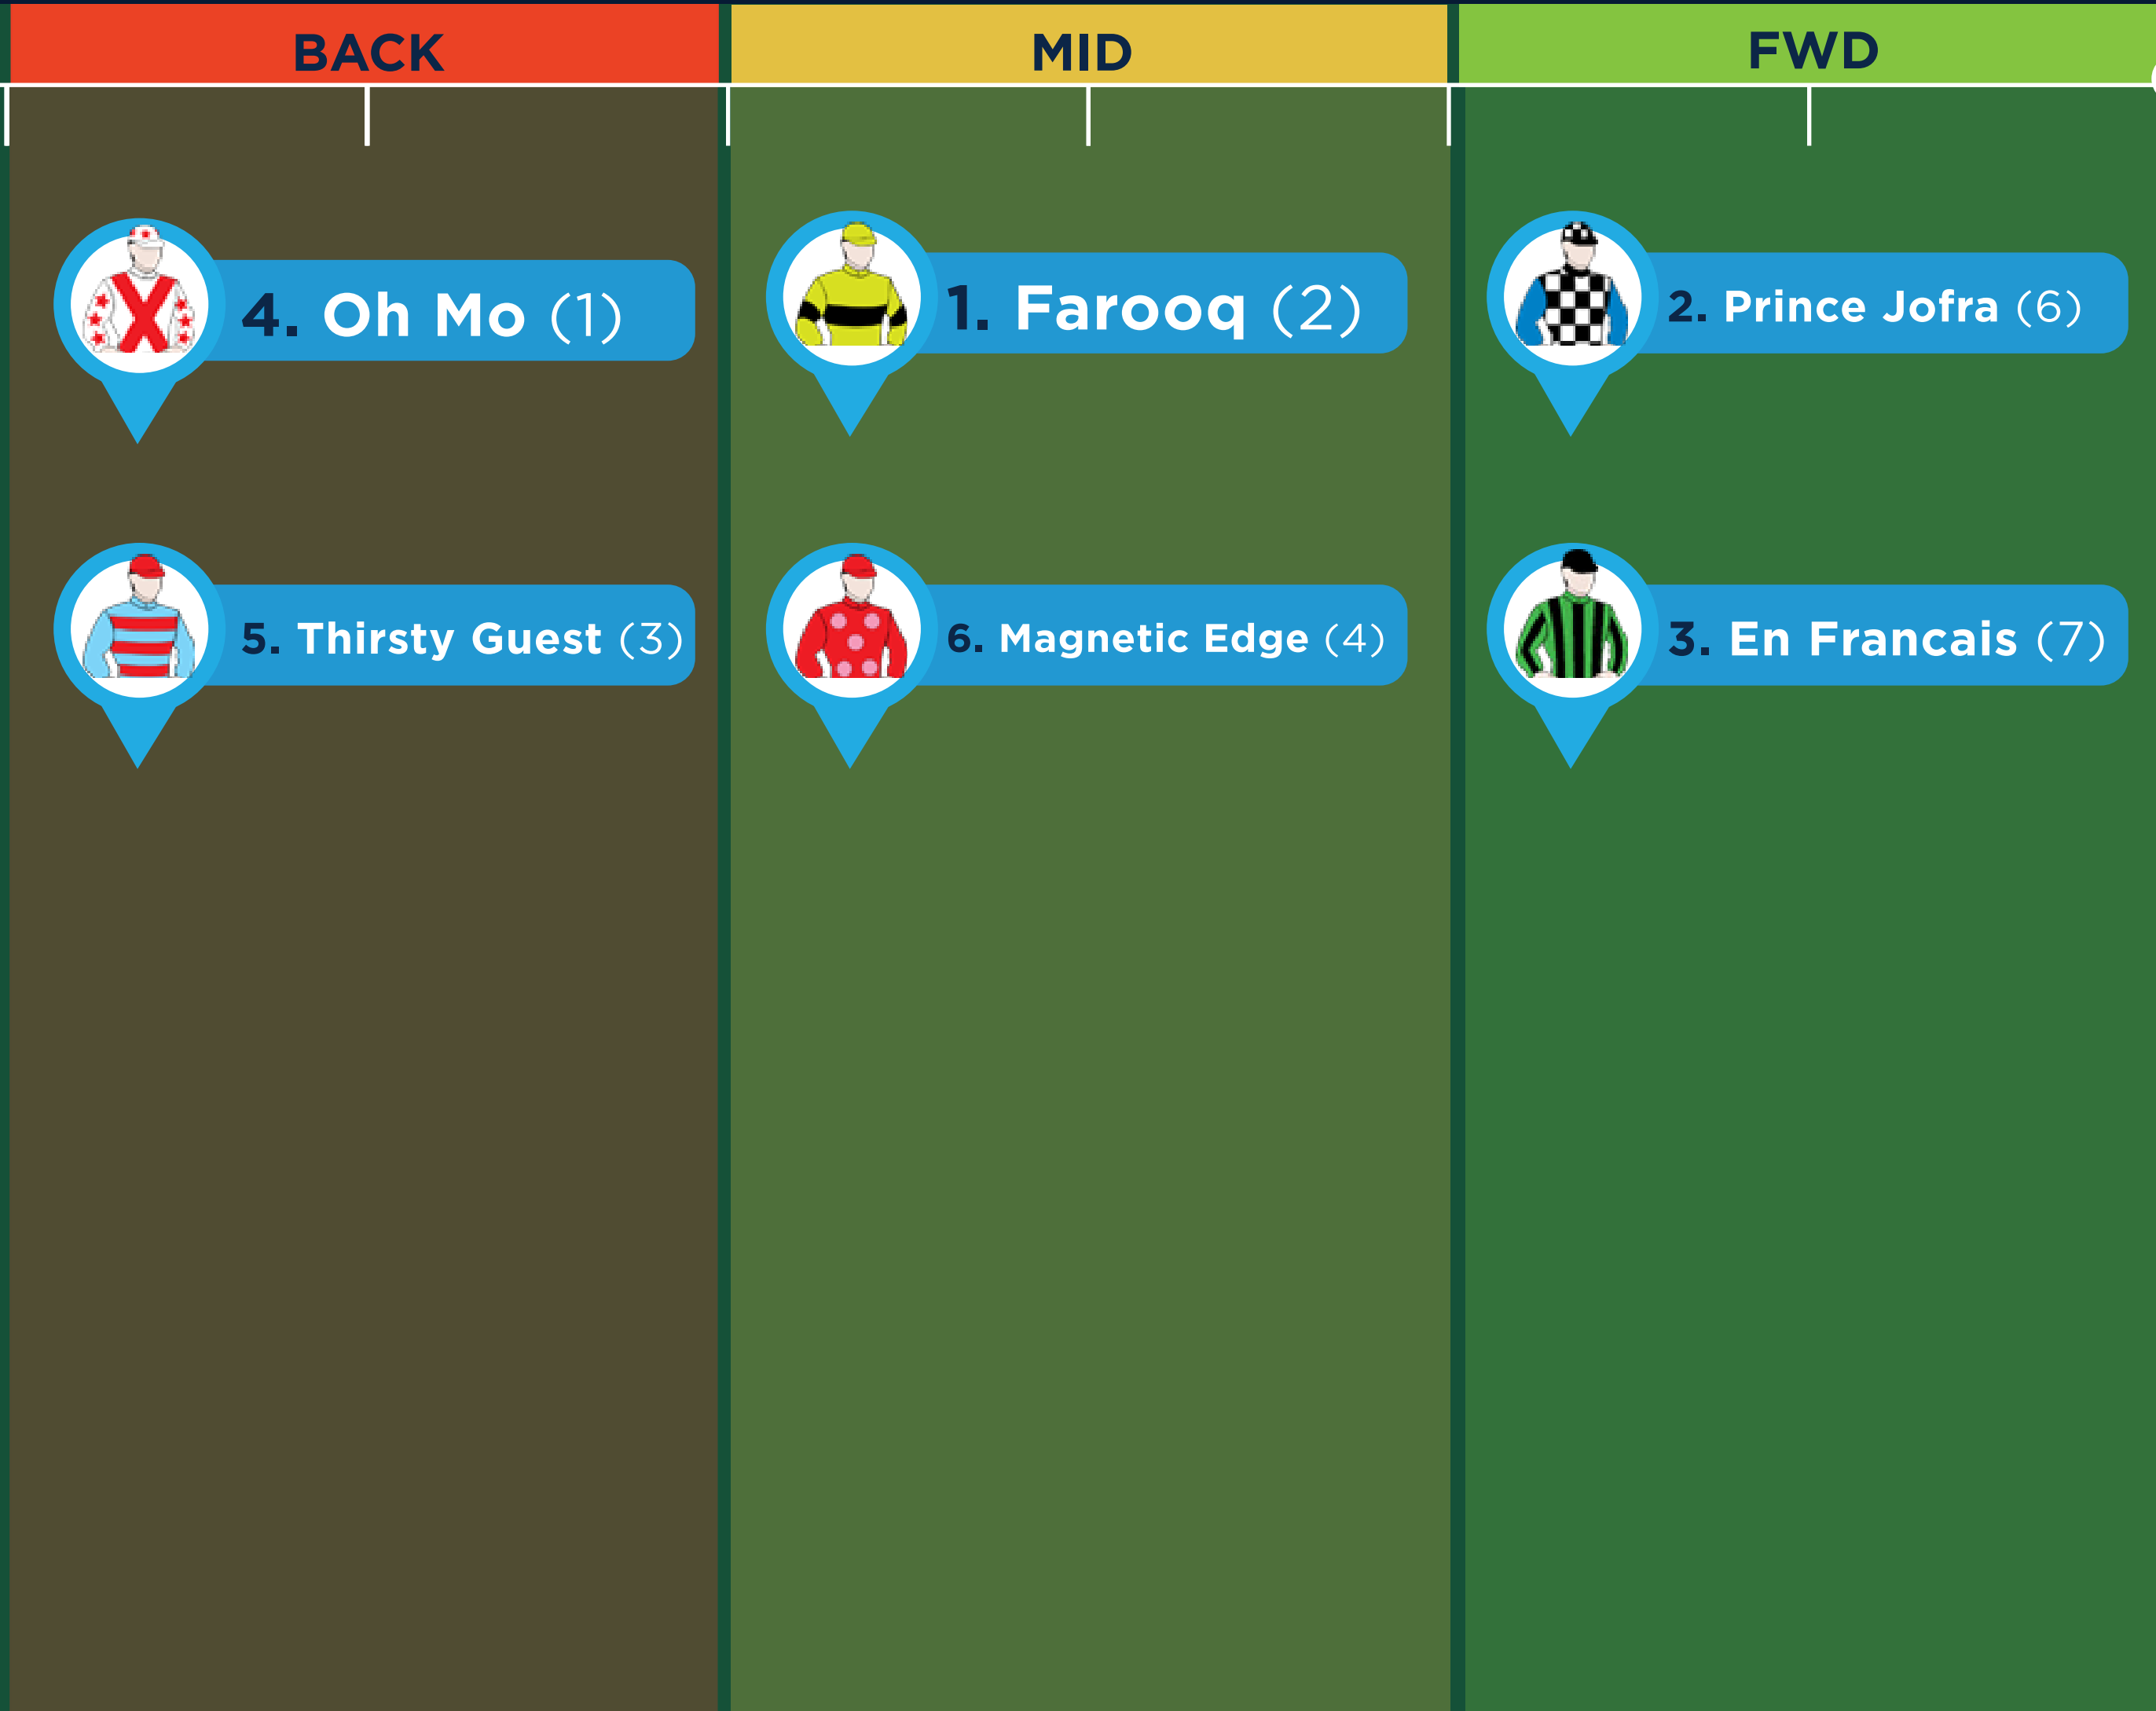 BACK
MID
FWD
4. Oh Mo (1)
1. Farooq (2)
2. Prince Jofra (6)
5. Thirsty Guest (3)
6. Magnetic Edge (4)
3. En Francais (7)